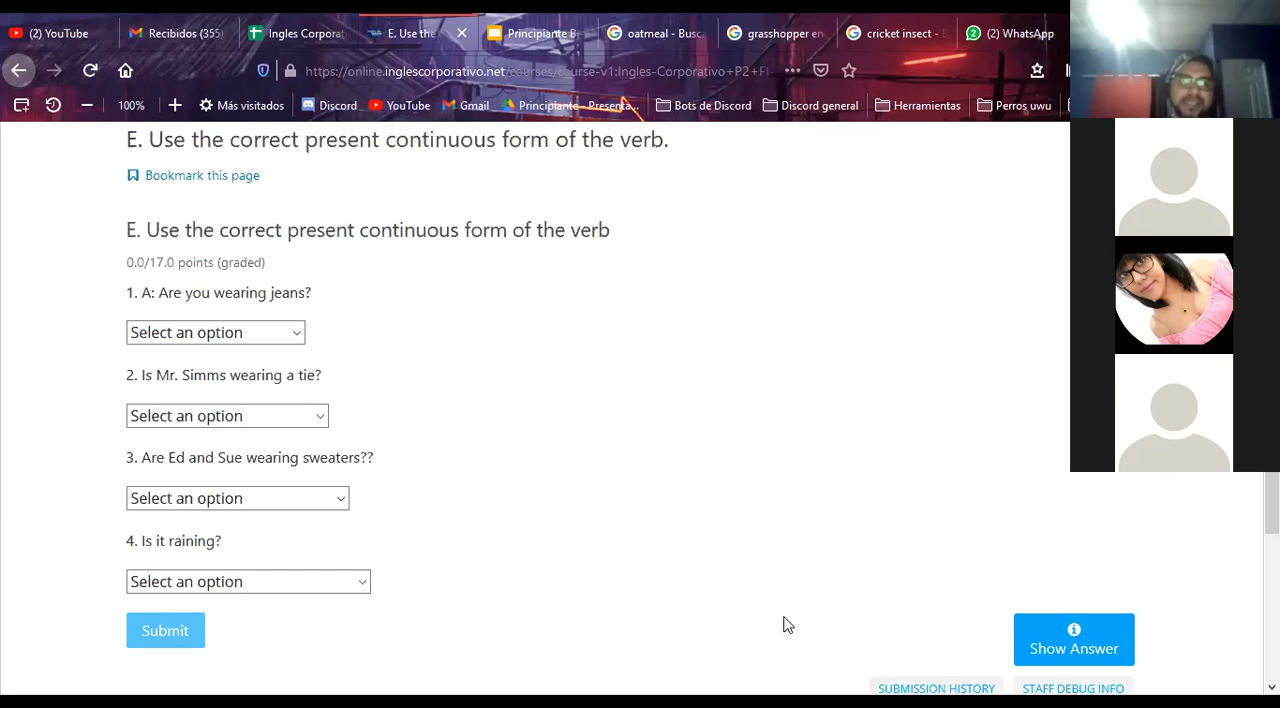 (2) YouTube
Recibidos (355)
Ingles Corporat
E. Use the
Principiante B
oatmeal - Busca
grasshopper en
cricket insect - B
(2) WhatsApp
https://online.inglescorporativo.net/courses/course-v1:Ingles-Corporativo+P2+FI
100%
Más visitados
Discord
YouTube
Gmail
Principiante - Presenta...
Bots de Discord
Discord general
Herramientas
Perros uwu
E. Use the correct present continuous form of the verb.
Bookmark this page
E. Use the correct present continuous form of the verb
0.0/17.0 points (graded)
1. A: Are you wearing jeans?
Select an option
2. Is Mr. Simms wearing a tie?
Select an option
3. Are Ed and Sue wearing sweaters??
Select an option
4. Is it raining?
Select an option
Submit
Show Answer
SUBMISSION HISTORY
STAFF DEBUG INFO